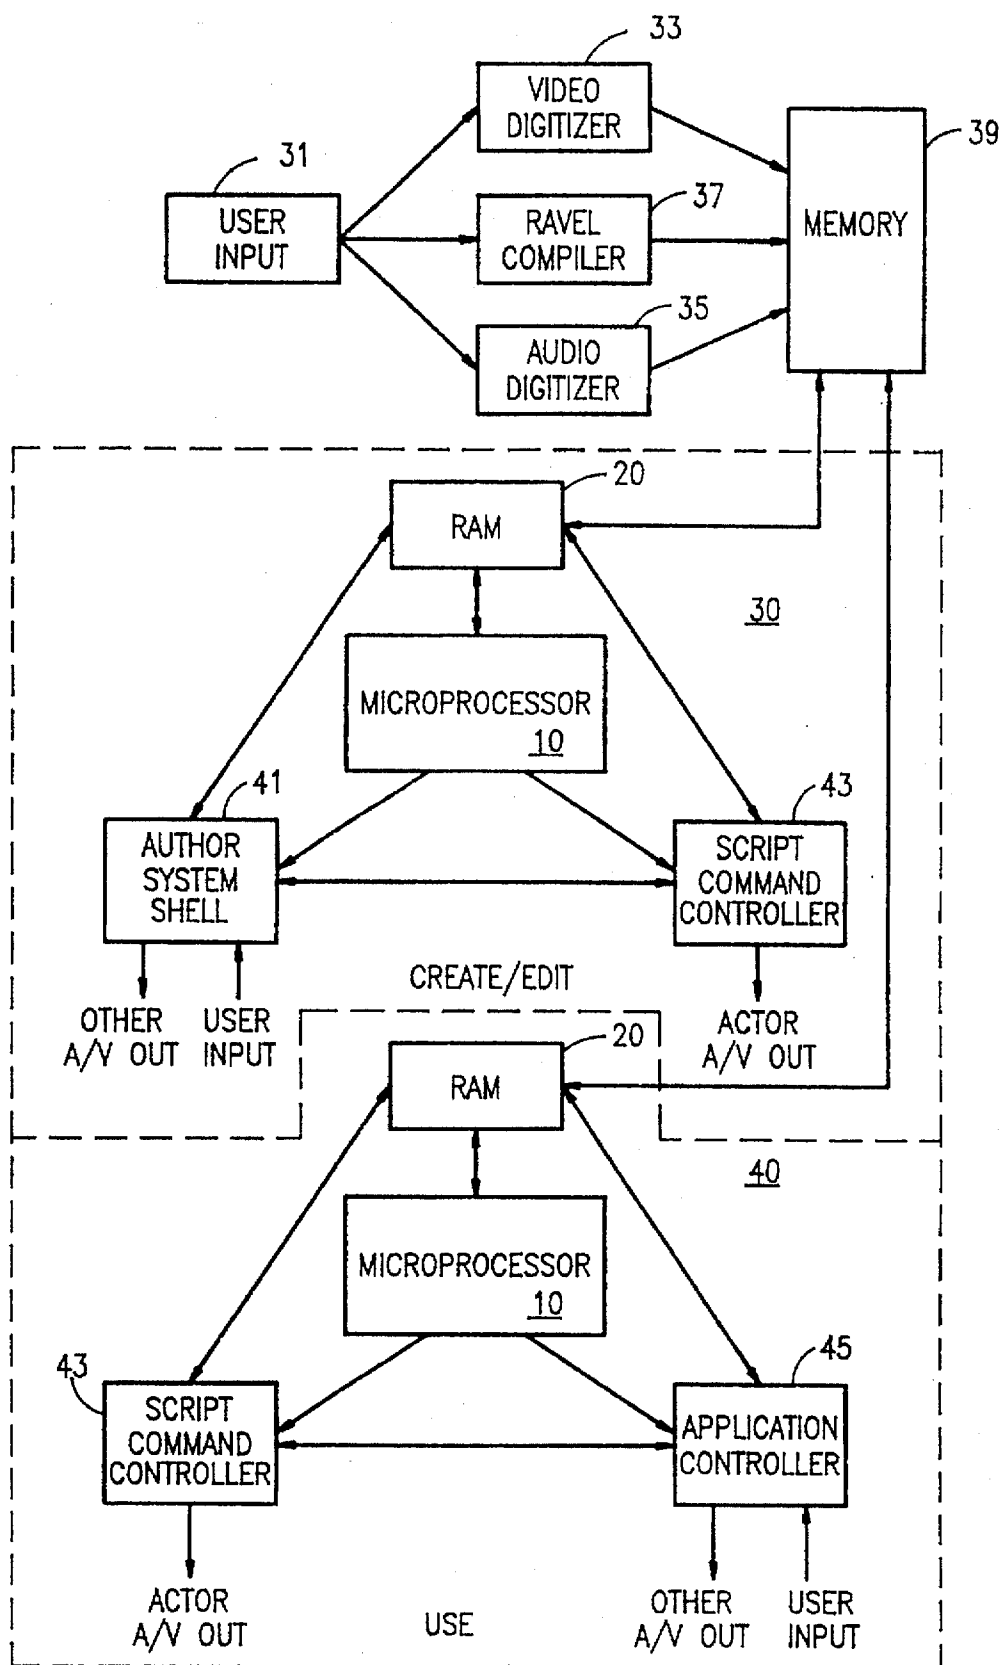 33
VIDEO
DIGITIZER
39
31
USER
INPUT
37
RAVEL
COMPILER
MEMORY
35
AUDIO
DIGITIZER
20
RAM
30
MICROPROCESSOR
10
41
AUTHOR
SYSTEM
SHELL
43
SCRIPT
COMMAND
CONTROLLER
CREATE/EDIT
OTHER
A/V OUT
USER
INPUT
ACTOR
A/V OUT
20
RAM
40
MICROPROCESSOR
10
43
SCRIPT
COMMAND
CONTROLLER
45
APPLICATION
CONTROLLER
ACTOR
A/V OUT
USE
OTHER
A/V OUT
USER
INPUT